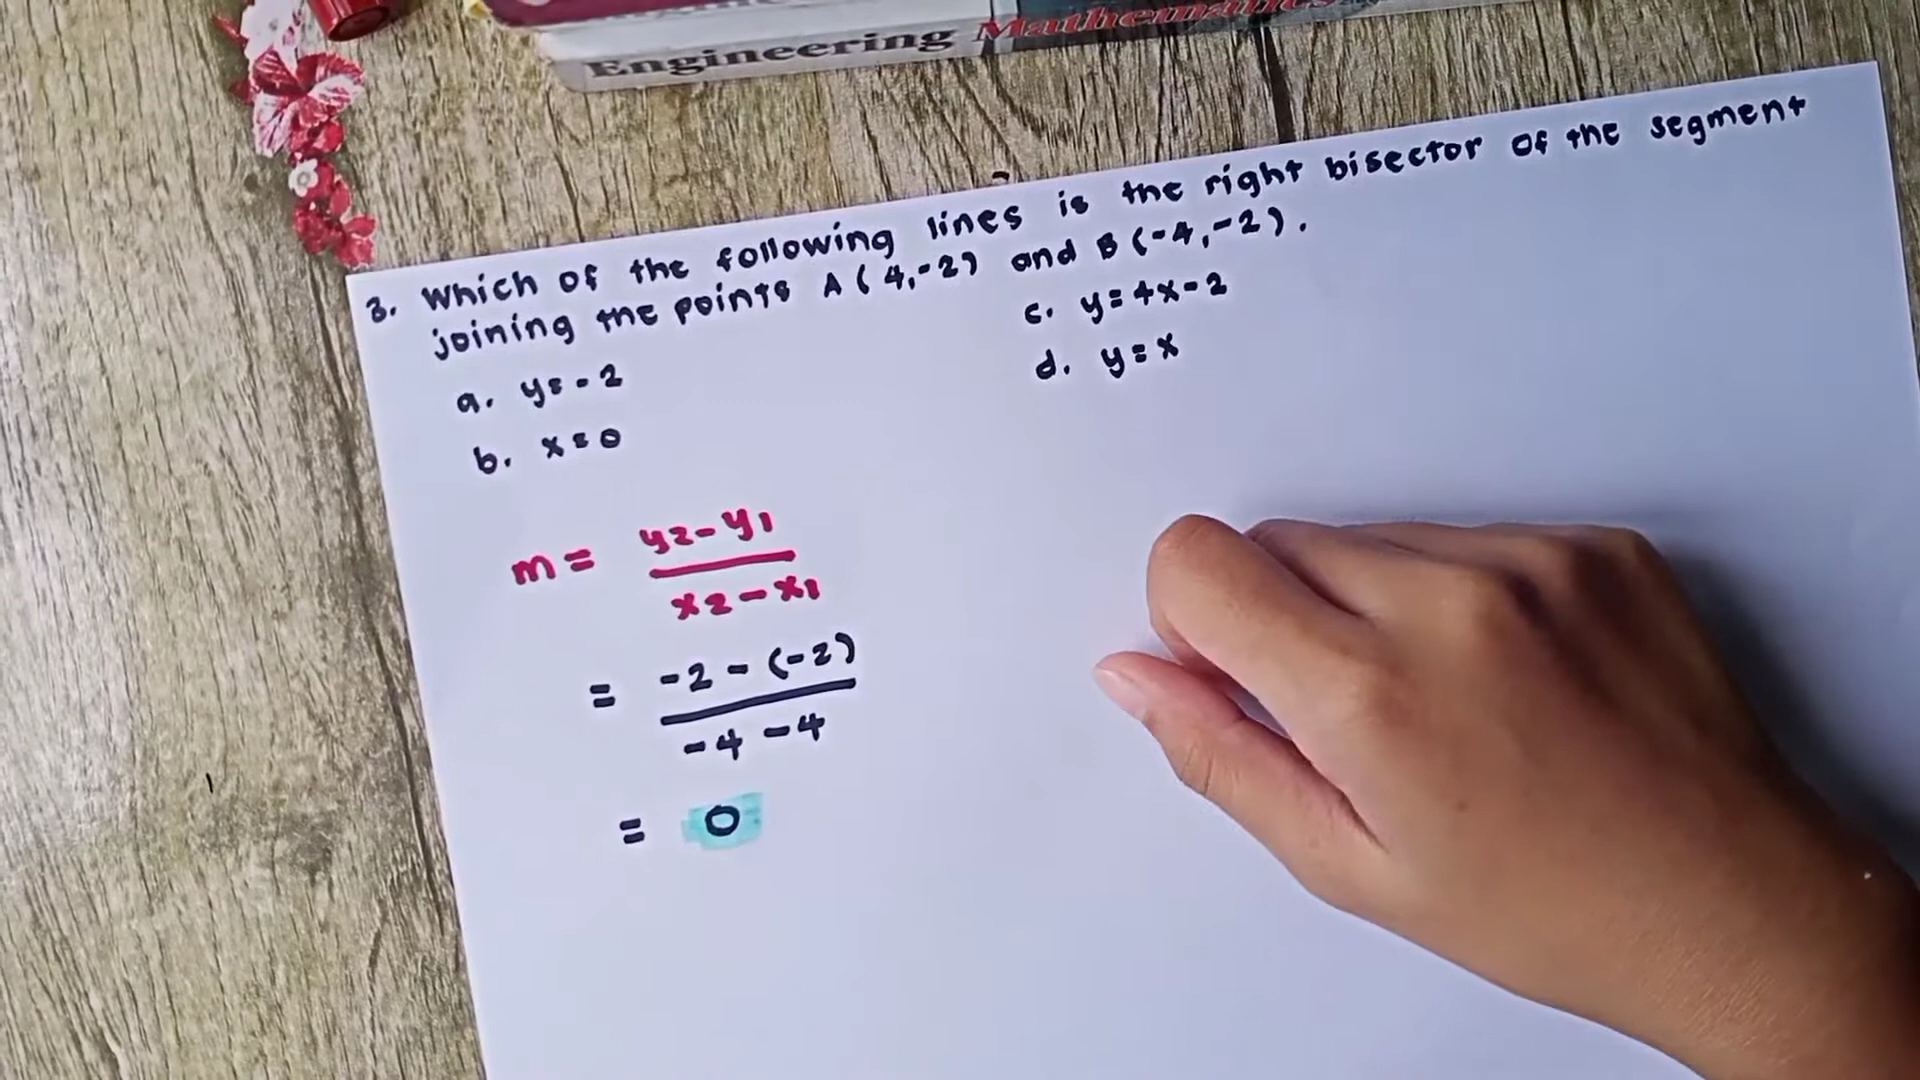 Engineering Mathematics
3. Which of the following lines is the right bisector of the segment
joining the points A(4,-2) and B(-4,-2).
a. y=-2
b. x=0
c. y=4x-2
d. y=x
m= y2-y1
x2-x1
= -2-(-2)
-4-4
= 0